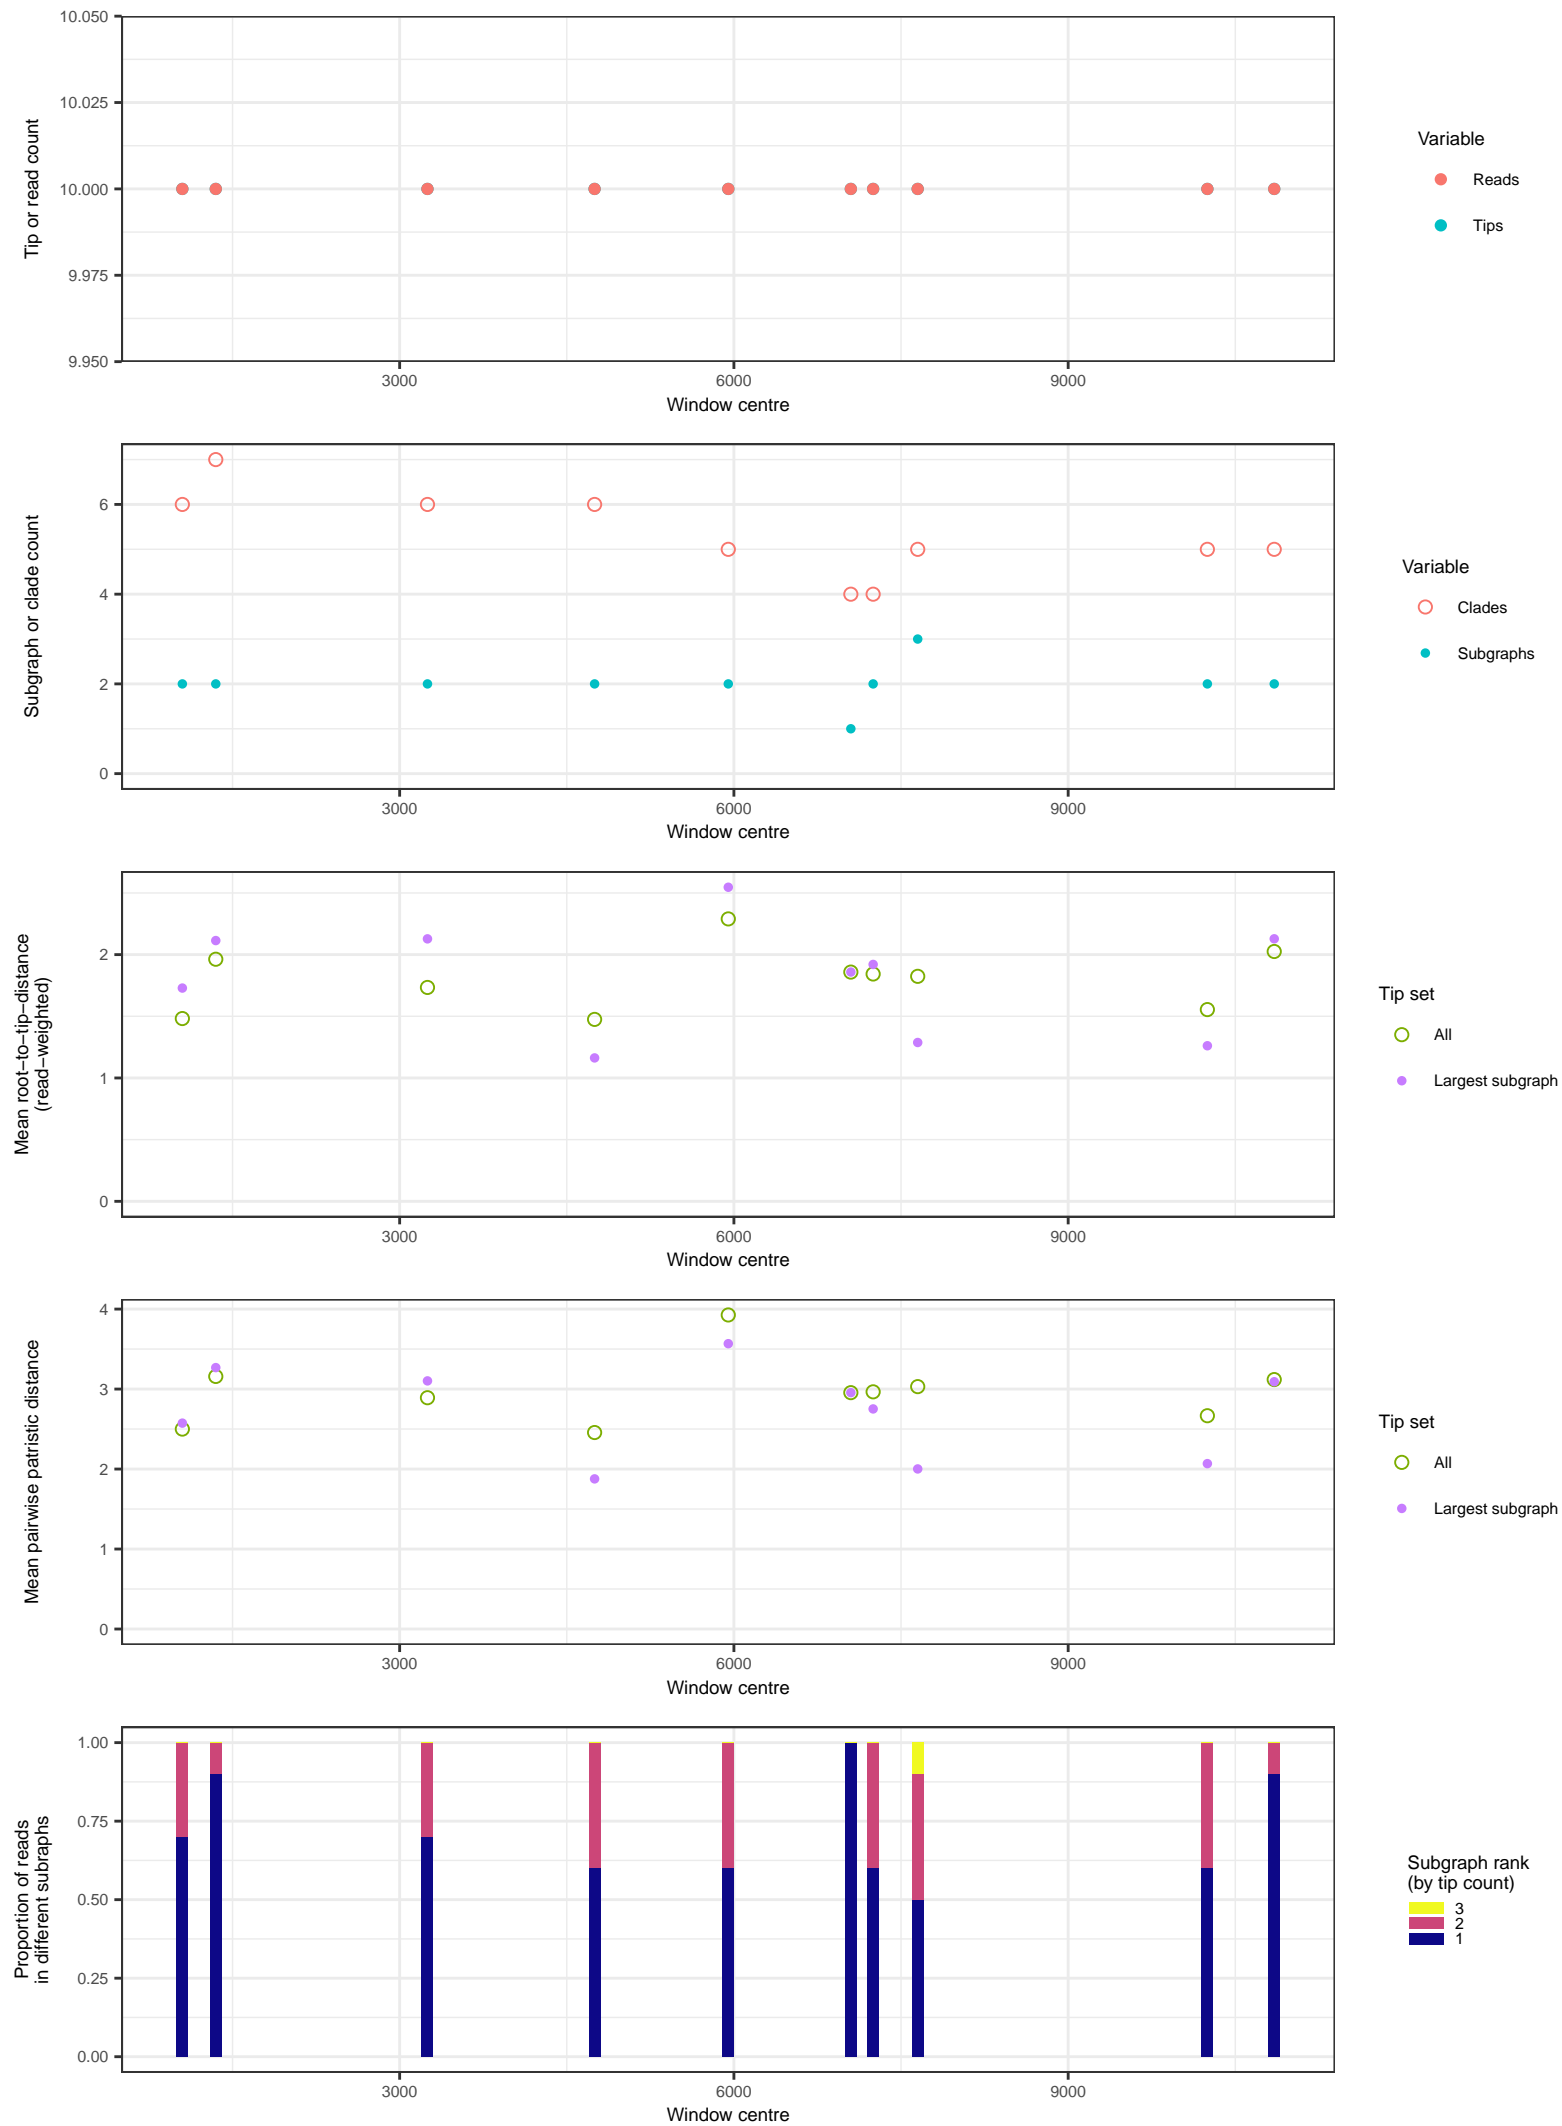 10.050
10.025
10.000
9.975
9.950
Tip or read count
3000 6000 9000
Window centre
Variable
Reads
Tips
6
4
2
0
Subgraph or clade count
3000 6000 9000
Window centre
Variable
Clades
Subgraphs
2
1
0
Mean root−to−tip−distance
(read−weighted)
3000 6000 9000
Window centre
Tip set
All
Largest subgraph
4
3
2
1
0
Mean pairwise patristic distance
3000 6000 9000
Window centre
Tip set
All
Largest subgraph
1.00
0.75
0.50
0.25
0.00
Proportion of reads
in different subraphs
3000 6000 9000
Window centre
Subgraph rank
(by tip count)
3
2
1